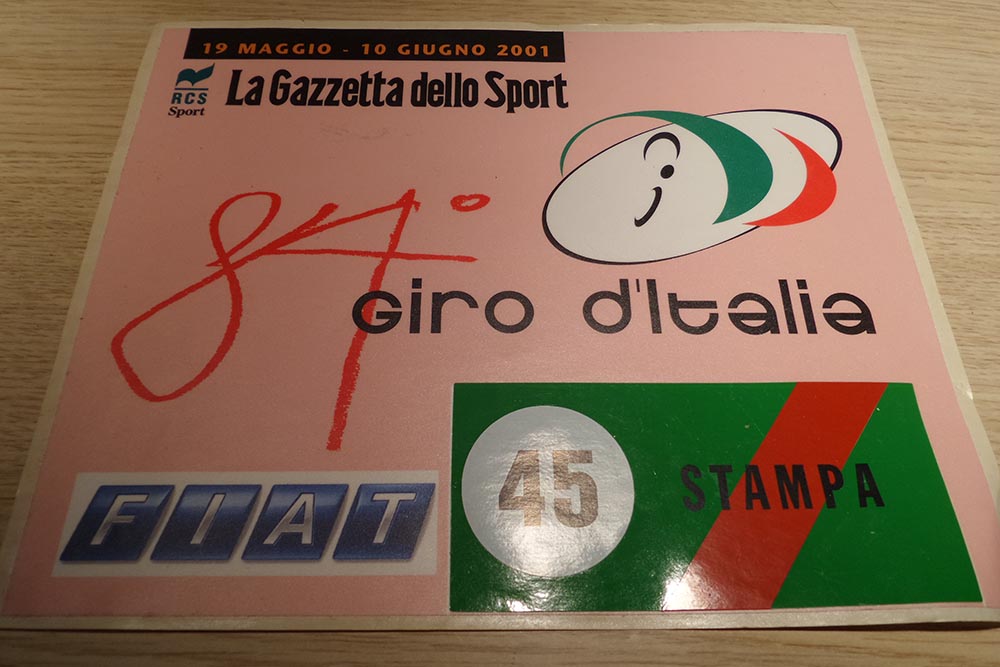 19 MAGGIO - 10 GIUGNO 2001
RCS
Sport
La Gazzetta dello Sport
84°
Giro d'Italia
FIAT
45
STAMPA